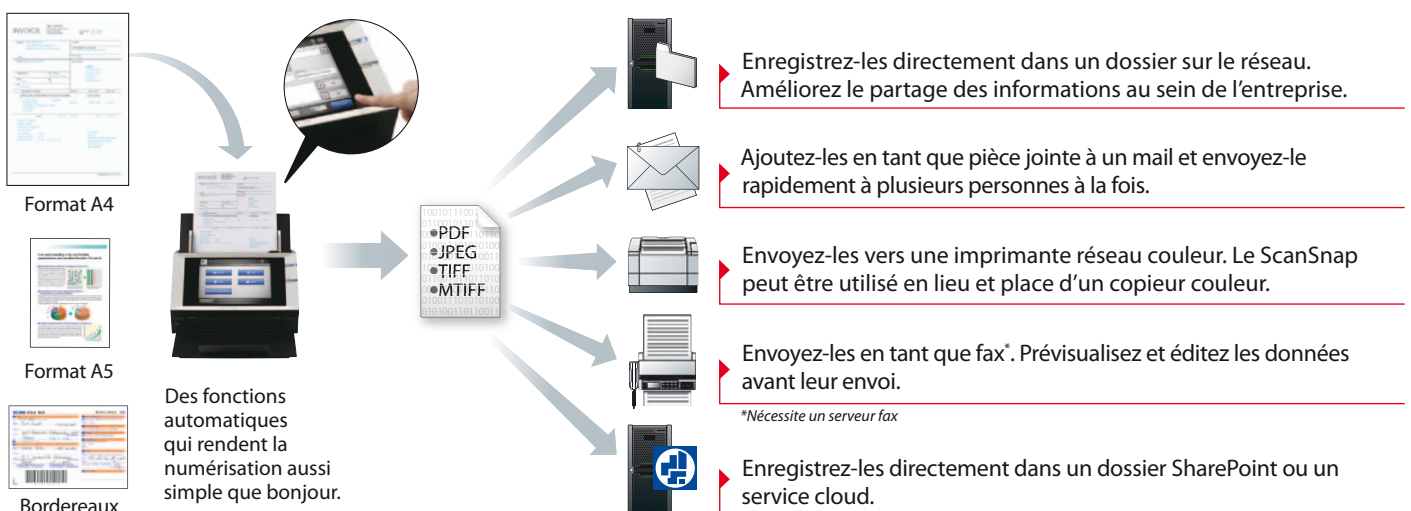 INVOICE
Format A4
Format A5
Bordereaux
Des fonctions
automatiques
qui rendent la
numérisation aussi
simple que bonjour.
10010111001
PDF
JPEG
TIFF
MTIFF
01010011010011
Enregistrez-les directement dans un dossier sur le réseau.
Améliorez le partage des informations au sein de l'entreprise.
Ajoutez-les en tant que pièce jointe à un mail et envoyez-le
rapidement à plusieurs personnes à la fois.
Envoyez-les vers une imprimante réseau couleur. Le ScanSnap
peut être utilisé en lieu et place d'un copieur couleur.
Envoyez-les en tant que fax*. Prévisualisez et éditez les données
avant leur envoi.
*Nécessite un serveur fax
Enregistrez-les directement dans un dossier SharePoint ou un
service cloud.